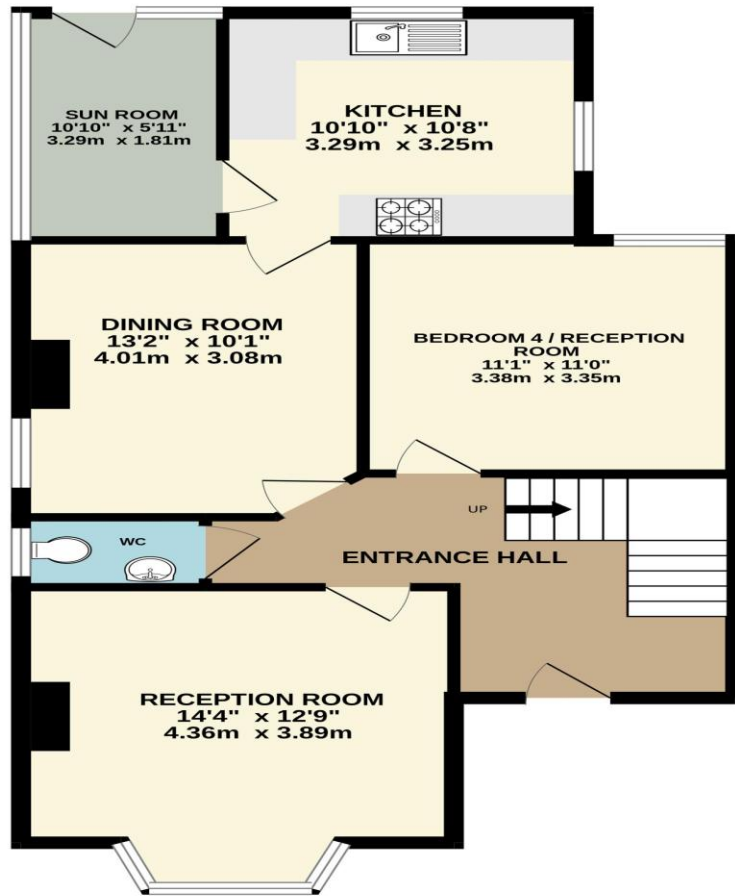 SUN ROOM
10'10" x 5'11"
3.29m x 1.81m
KITCHEN
10'10" x 10'8"
3.29m x 3.25m
DINING ROOM
13'2" x 10'1"
4.01m x 3.08m
BEDROOM 4 / RECEPTION
ROOM
11'1" x 11'0"
3.38m x 3.35m
UP
WC
ENTRANCE HALL
RECEPTION ROOM
14'4" x 12'9"
4.36m x 3.89m